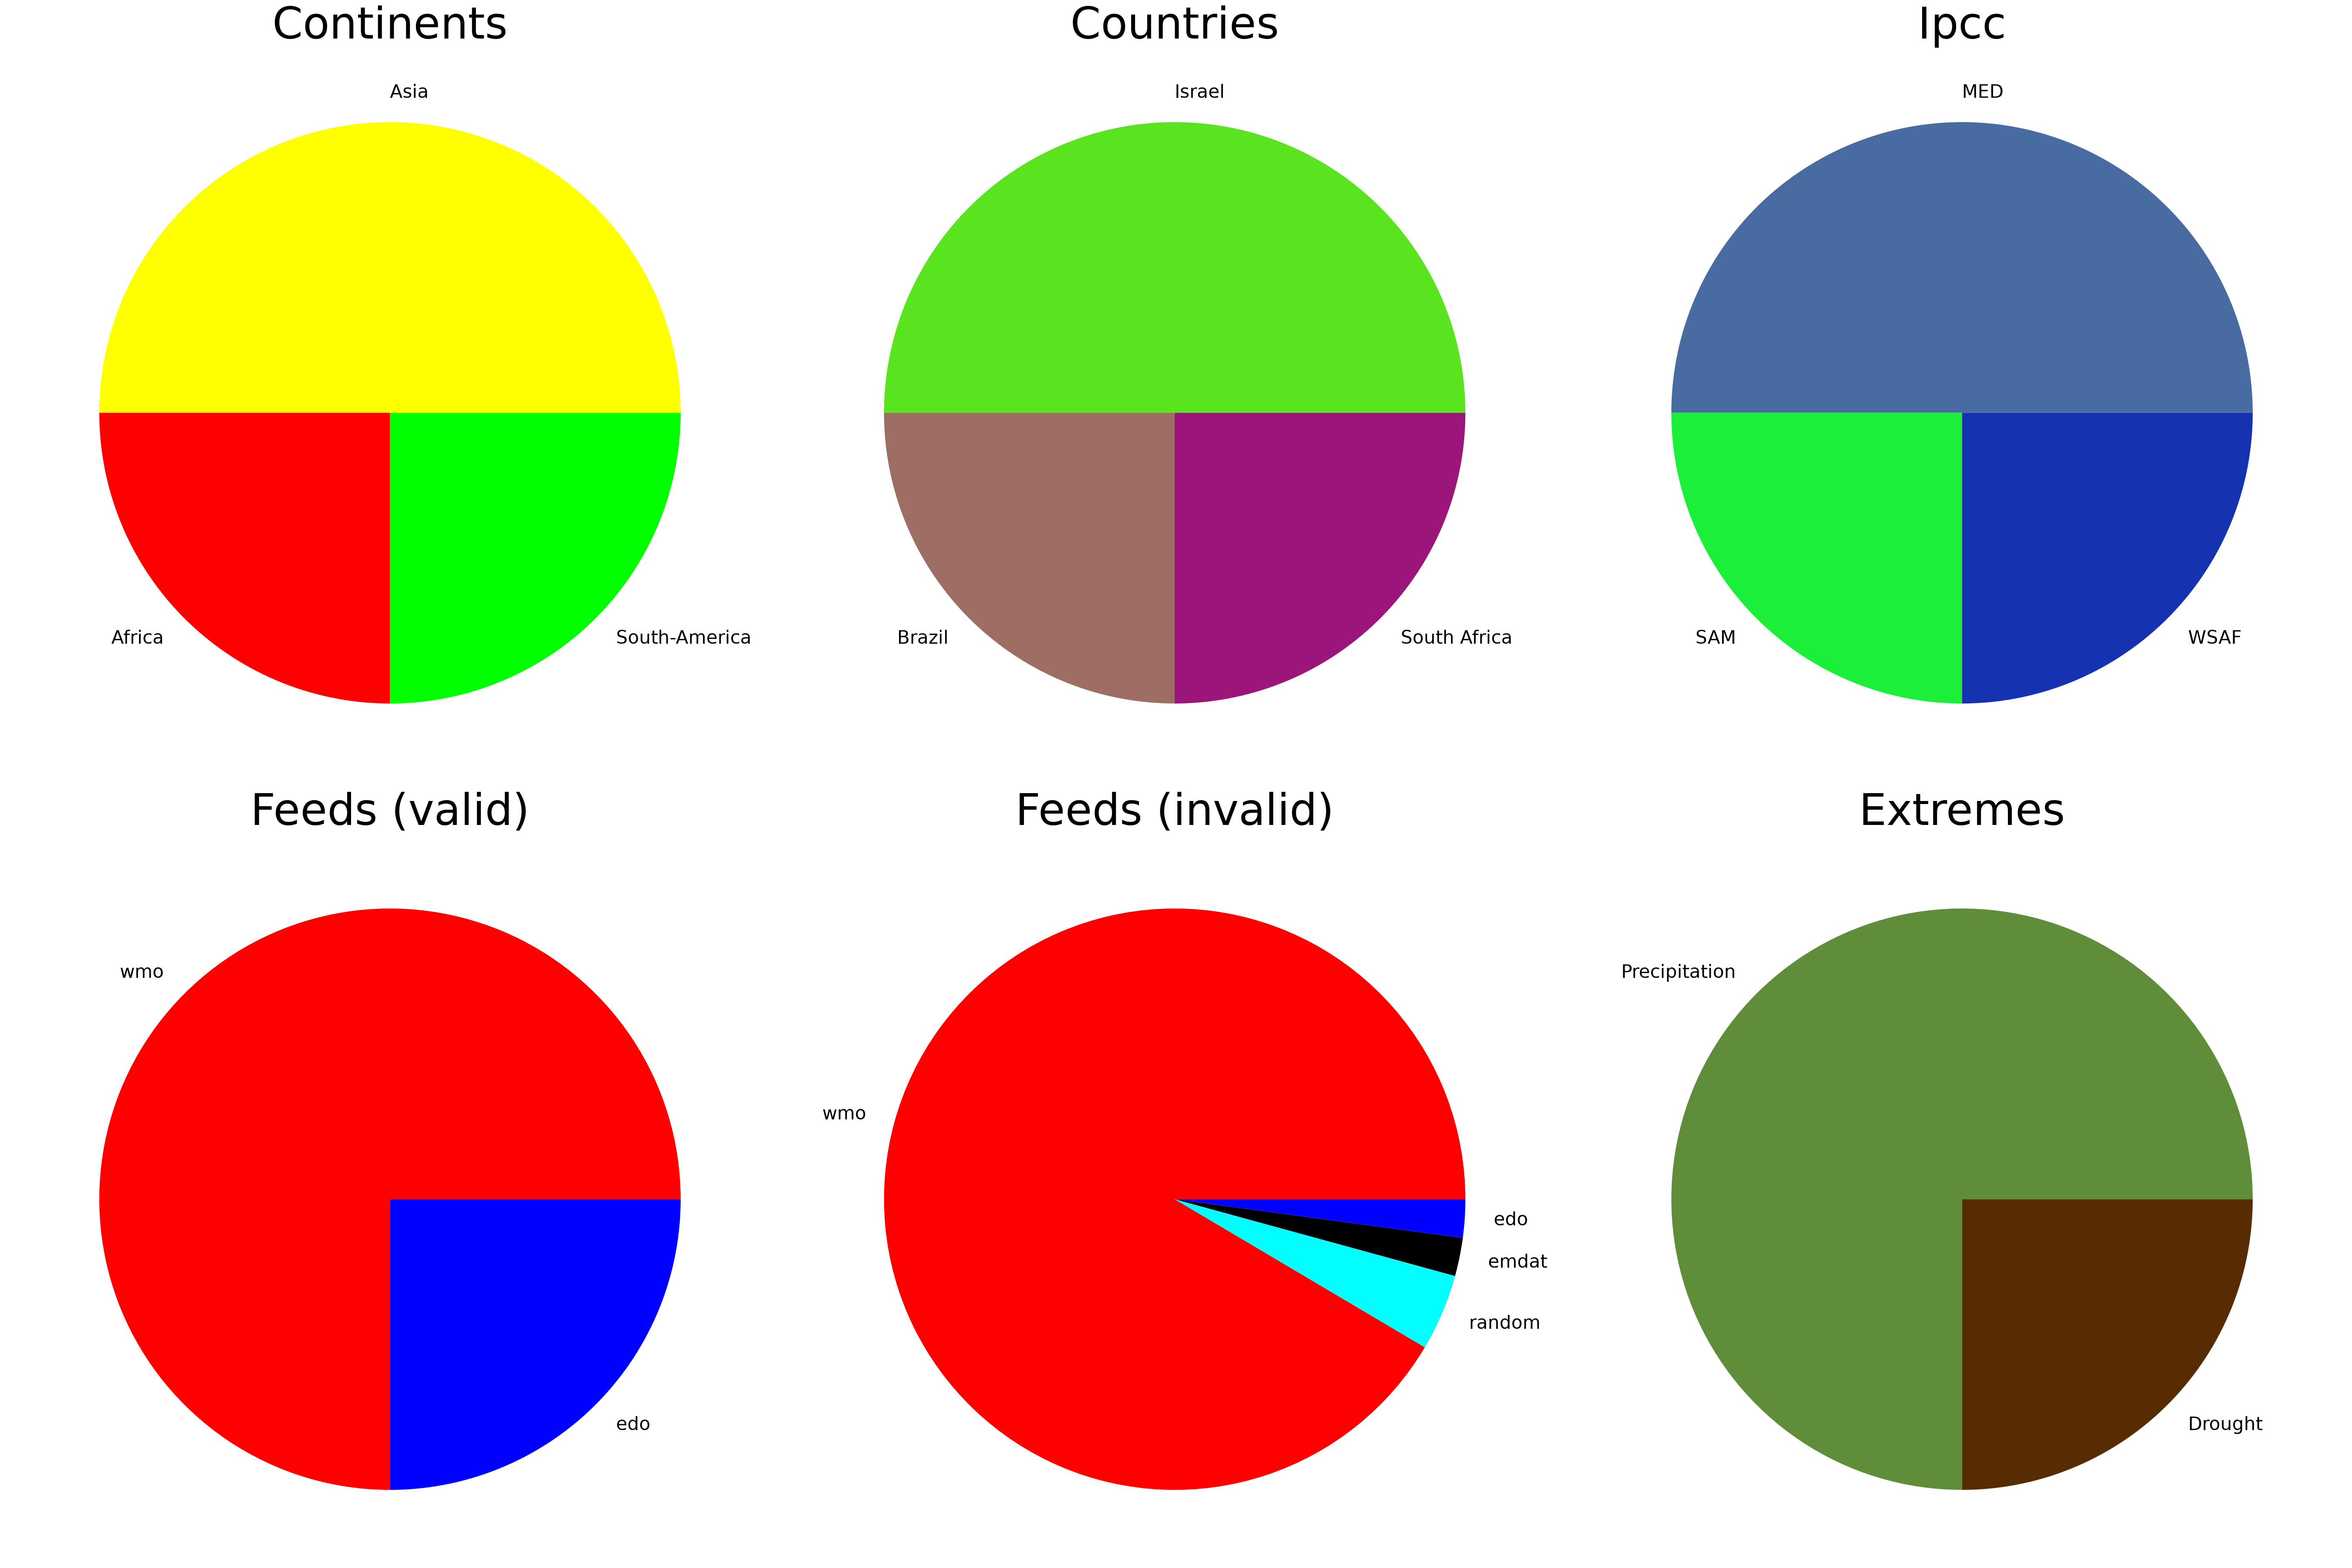 Continents
Asia
Africa
South-America
Countries
Israel
Brazil
South Africa
Ipcc
MED
SAM
WSAF
Feeds (valid)
wmo
edo
Feeds (invalid)
wmo
edo
emdat
random
Extremes
Precipitation
Drought